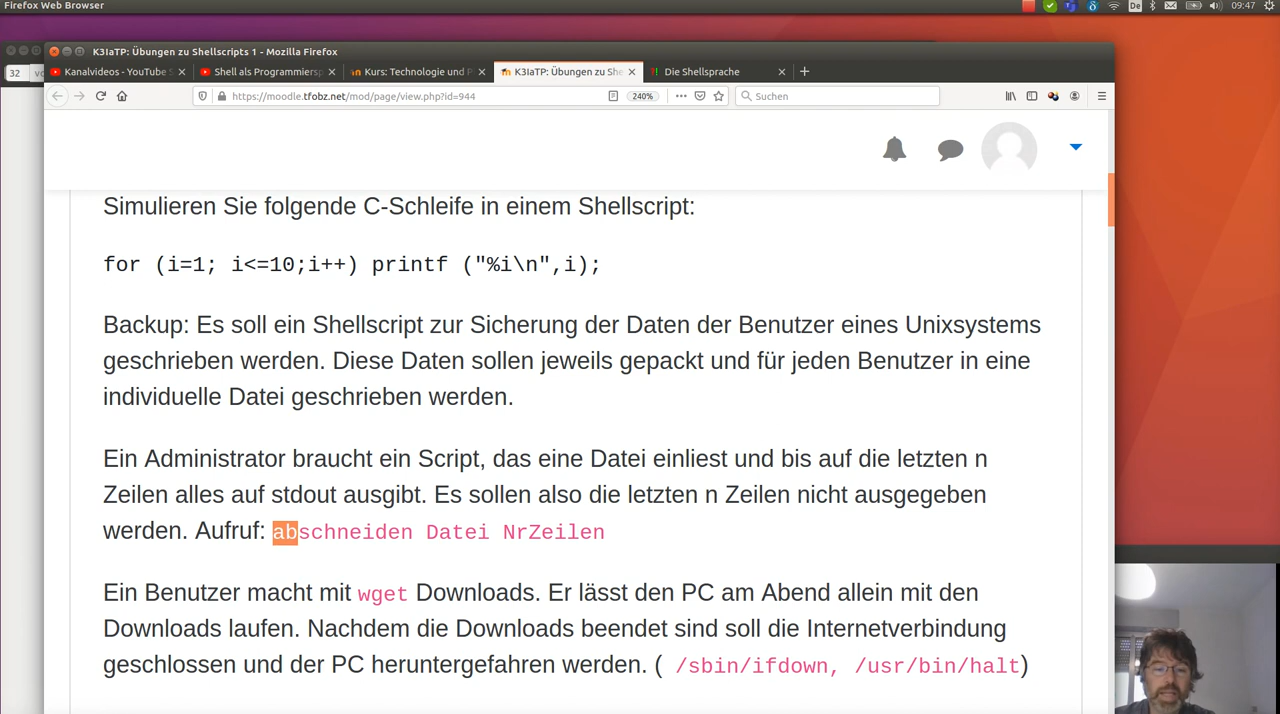 Firefox Web Browser
De
09:47
K3IaTP: Übungen zu Shellscripts 1 - Mozilla Firefox
32
Kanalvideos - YouTube S
Shell als Programmiersp
Kurs: Technologie und P
K3IaTP: Übungen zu She
Die Shellsprache
https://moodle.tfobz.net/mod/page/view.php?id=944
240%
Suchen
Simulieren Sie folgende C-Schleife in einem Shellscript:
for (i=1; i<=10;i++) printf ("%i\n",i);
Backup: Es soll ein Shellscript zur Sicherung der Daten der Benutzer eines Unixsystems
geschrieben werden. Diese Daten sollen jeweils gepackt und für jeden Benutzer in eine
individuelle Datei geschrieben werden.
Ein Administrator braucht ein Script, das eine Datei einliest und bis auf die letzten n
Zeilen alles auf stdout ausgibt. Es sollen also die letzten n Zeilen nicht ausgegeben
werden. Aufruf: abschneiden Datei NrZeilen
Ein Benutzer macht mit wget Downloads. Er lässt den PC am Abend allein mit den
Downloads laufen. Nachdem die Downloads beendet sind soll die Internetverbindung
geschlossen und der PC heruntergefahren werden. ( /sbin/ifdown, /usr/bin/halt)